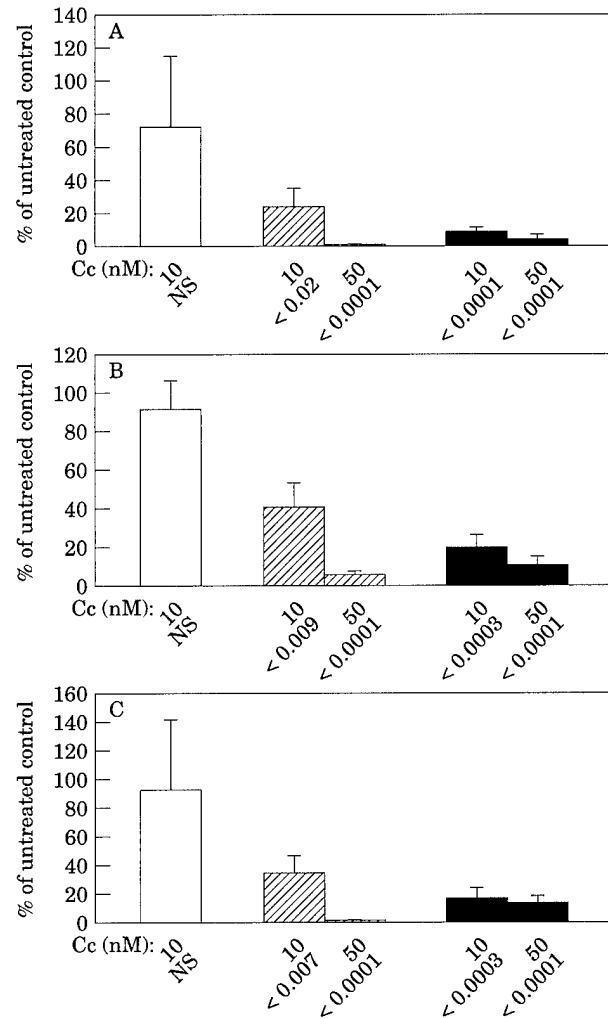 140
A
120
100
80
60
40
20
0
% of untreated control
Cc (nM): 10 10 50 10 50
NS < 0.02 < 0.0001 < 0.0001 < 0.0001
120
B
100
80
60
40
20
0
% of untreated control
Cc (nM): 10 10 50 10 50
NS < 0.009 < 0.0001 < 0.0003 < 0.0001
160
C
140
120
100
80
60
40
20
0
% of untreated control
Cc (nM): 10 10 50 10 50
NS < 0.007 < 0.0001 < 0.0003 < 0.0001